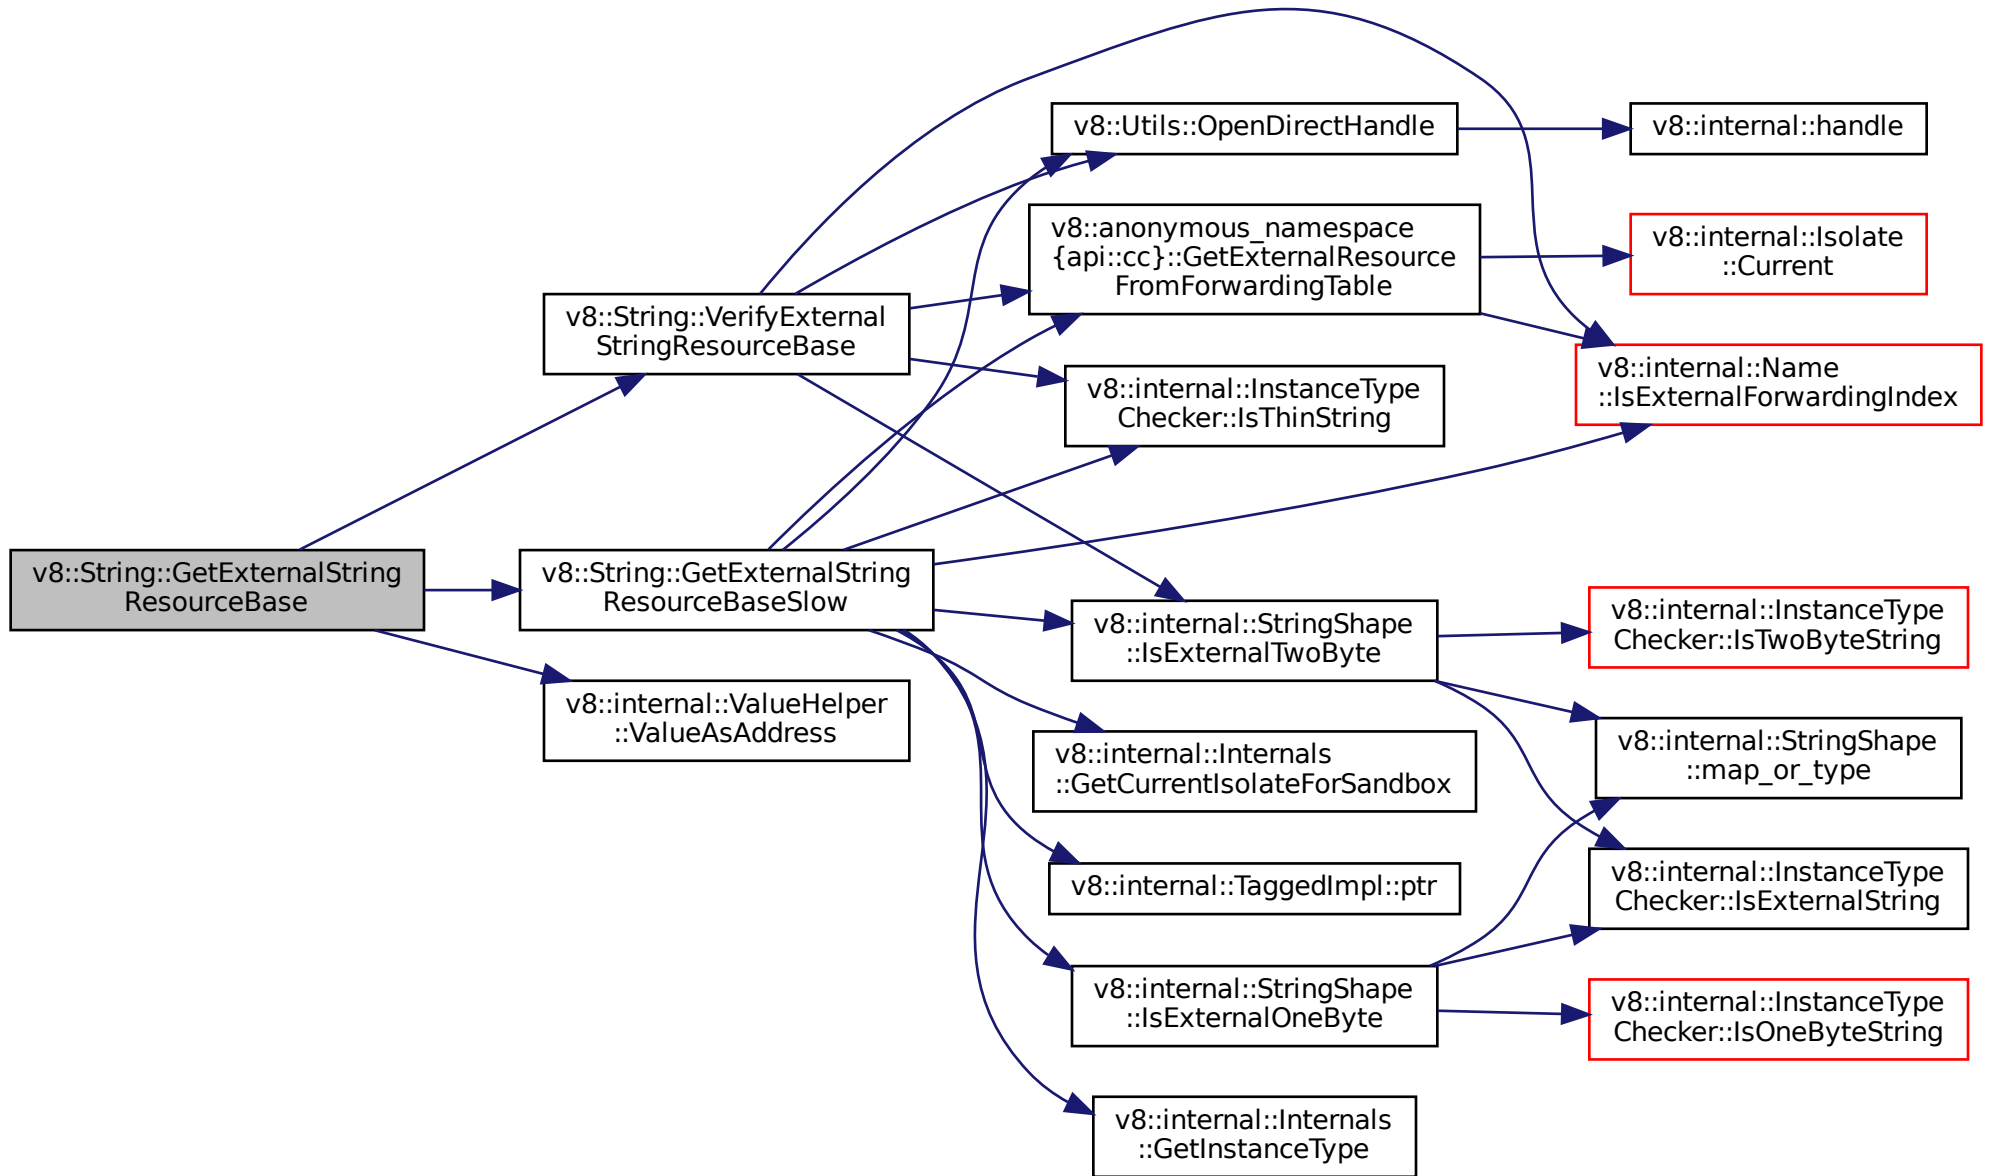 v8::String::GetExternalString
ResourceBase
v8::String::VerifyExternal
StringResourceBase
v8::String::GetExternalString
ResourceBaseSlow
v8::internal::ValueHelper
::ValueAsAddress
v8::Utils::OpenDirectHandle
v8::anonymous_namespace
{api::cc}::GetExternalResource
FromForwardingTable
v8::internal::InstanceType
Checker::IsThinString
v8::internal::StringShape
::IsExternalTwoByte
v8::internal::Internals
::GetCurrentIsolateForSandbox
v8::internal::TaggedImpl::ptr
v8::internal::StringShape
::IsExternalOneByte
v8::internal::Internals
::GetInstanceType
v8::internal::handle
v8::internal::Isolate
::Current
v8::internal::Name
::IsExternalForwardingIndex
v8::internal::InstanceType
Checker::IsTwoByteString
v8::internal::StringShape
::map_or_type
v8::internal::InstanceType
Checker::IsExternalString
v8::internal::InstanceType
Checker::IsOneByteString